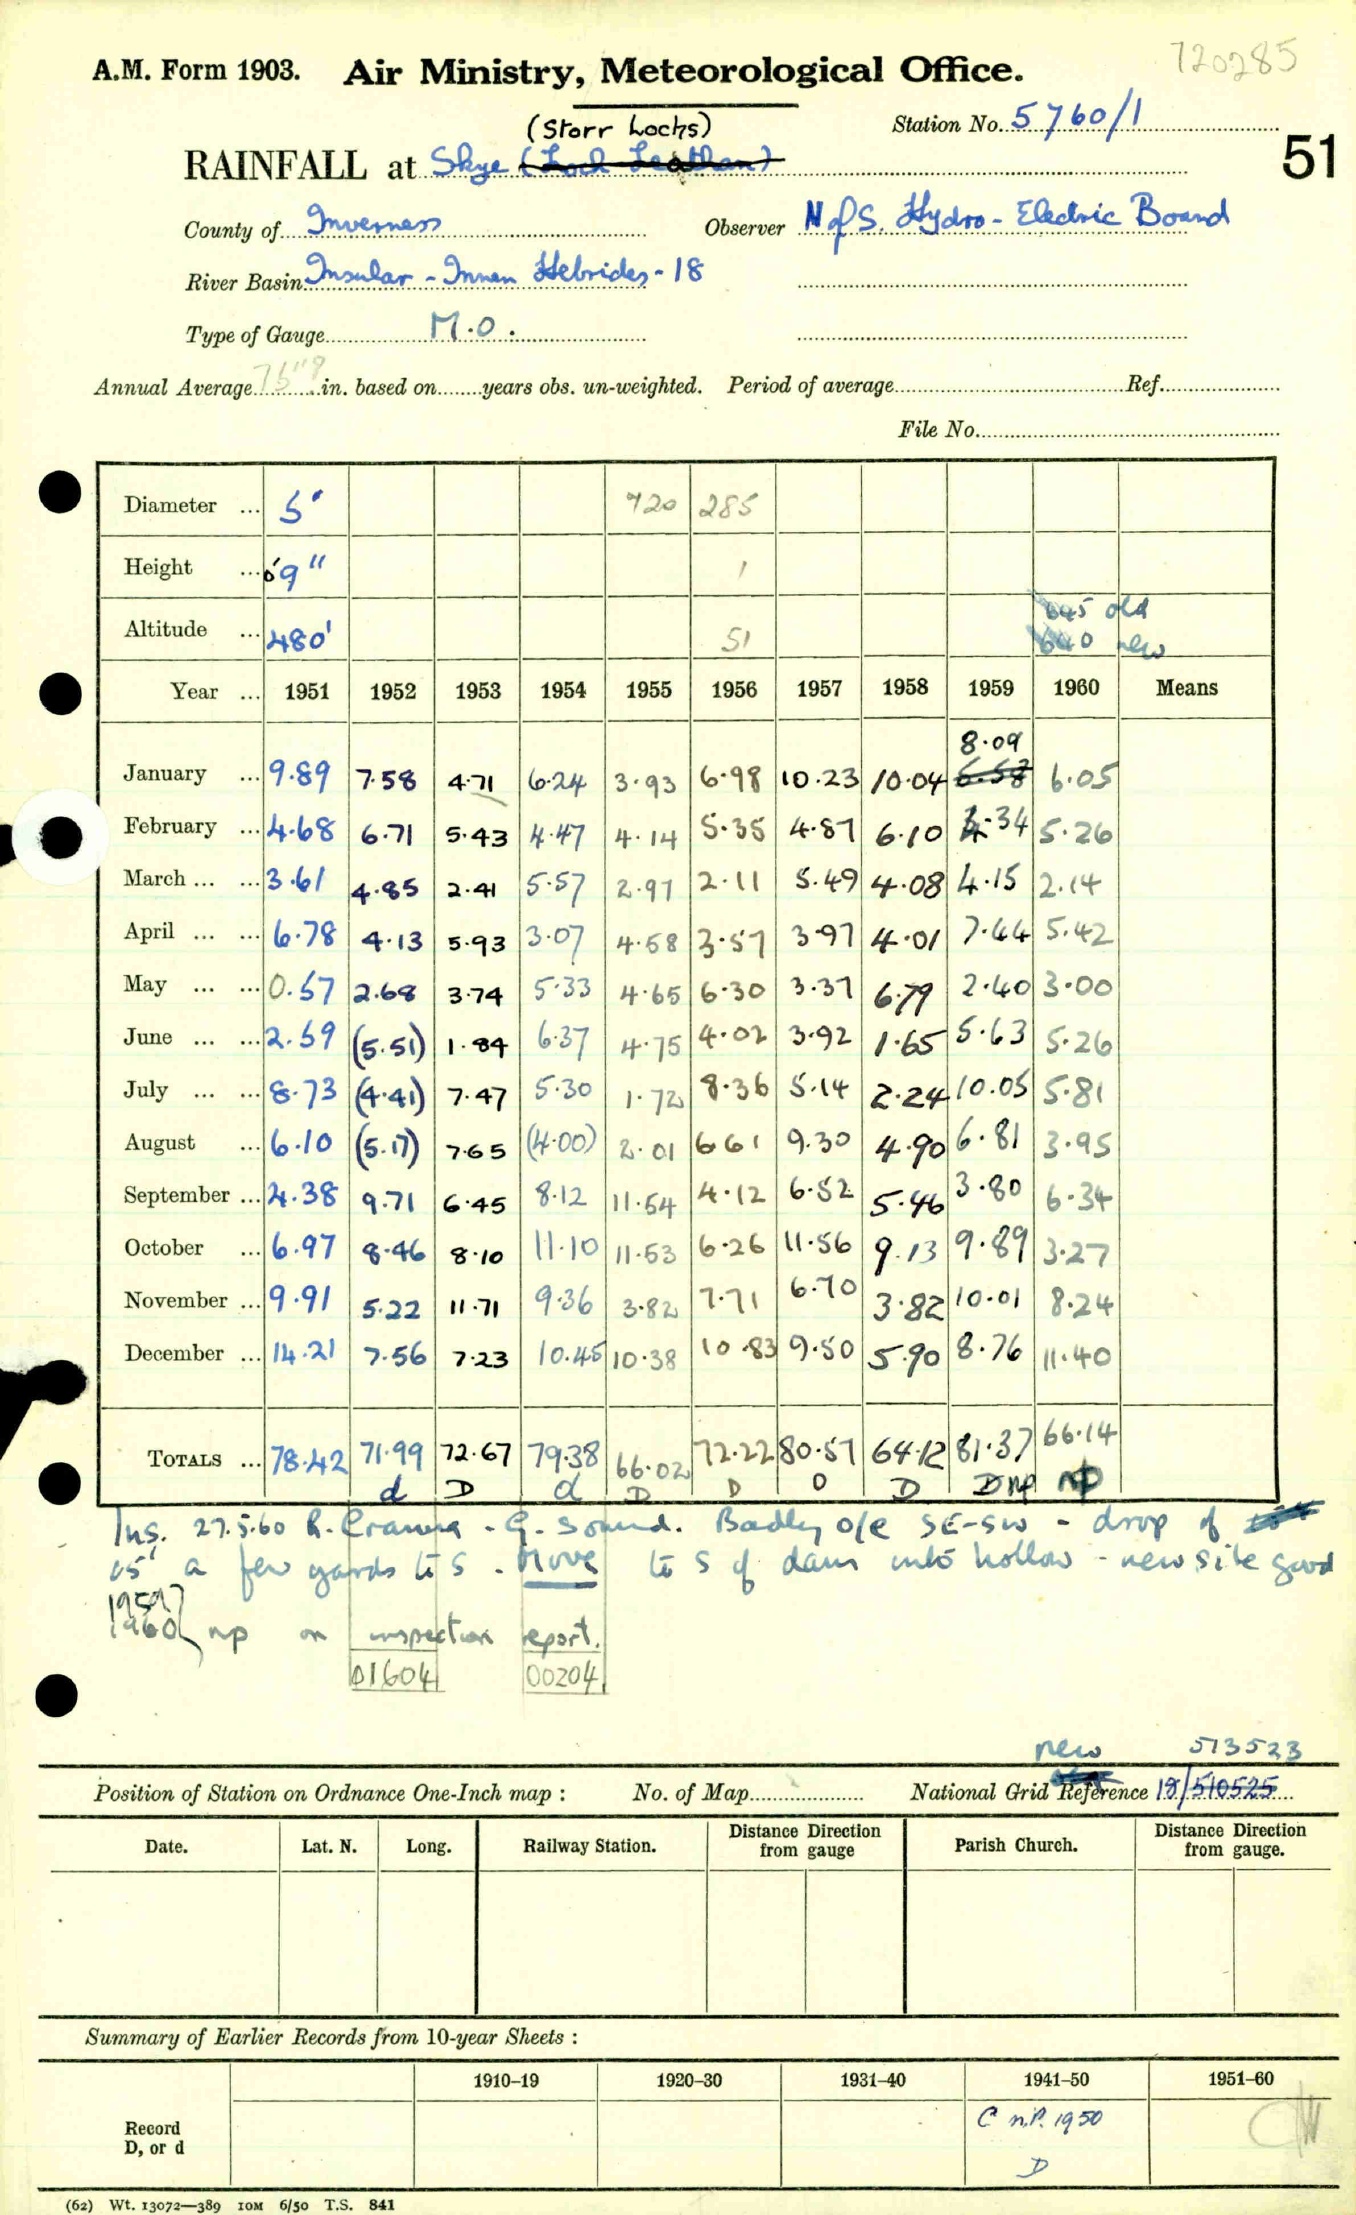 720285
A.M. Form 1903. Air Ministry, Meteorological Office.
(Storr Lochs)
Station No. 5760/1
51
RAINFALL at Skye (Loch Leathan)
County of Inverness Observer N of S. Hydro-Electric Board
River Basin Insular - Inner Hebrides - 18
Type of Gauge M.O.
Annual Average 75"9 in. based on years obs. un-weighted. Period of average Ref.
File No.
Diameter ... 5" 720 285
Height ... 0'9" 1
Altitude ... 480' 51 645 old
640 new
Year ... 1951 1952 1953 1954 1955 1956 1957 1958 1959 1960 Means
8.09
January ... 9.89 7.58 4.71 6.24 3.93 6.98 10.23 10.04 6.58 6.05
February ... 4.68 6.71 5.43 4.47 4.14 5.35 4.87 6.10 4.34 5.26
March ... ... 3.61 4.85 2.41 5.57 2.97 2.11 5.49 4.08 4.15 2.14
April ... ... 6.78 4.13 5.93 3.07 4.58 3.57 3.97 4.01 7.44 5.42
May ... ... 0.57 2.68 3.74 5.33 4.65 6.30 3.37 6.79 2.40 3.00
June ... ... 2.59 (5.51) 1.84 6.37 4.75 4.02 3.92 1.65 5.63 5.26
July ... ... 8.73 (4.41) 7.47 5.30 1.72 8.36 5.14 2.24 10.05 5.81
August ... 6.10 (5.17) 7.65 (4.00) 2.01 6.61 9.30 4.90 6.81 3.95
September ... 4.38 9.71 6.45 8.12 11.54 4.12 6.52 5.46 3.80 6.34
October ... 6.97 8.46 8.10 11.10 11.53 6.26 11.56 9.13 9.89 3.27
November ... 9.91 5.22 11.71 9.36 3.82 7.71 6.70 3.82 10.01 8.24
December ... 14.21 7.56 7.23 10.45 10.38 10.83 9.50 5.90 8.76 11.40
TOTALS ... 78.42 71.99 72.67 79.38 66.02 72.22 80.57 64.12 81.37 66.14
d D d D D D D D np np
Ins. 27.5.60 R. Cranna - G. Sound. Badly o/e SE-SW - drop of
15' a few yards to S. Move to S of dam into hollow - new site good
1959?
1960 np on inspection report.
01604 00204
new 513523
Position of Station on Ordnance One-Inch map : No. of Map National Grid Reference 18/510525
Date. Lat. N. Long. Railway Station. Distance from gauge Direction Parish Church. Distance from gauge. Direction
Summary of Earlier Records from 10-year Sheets :
1910–19 1920–30 1931–40 1941–50 1951–60
Record D, or d C n.P. 1950
D
(62) Wt. 13072—389 10M 6/50 T.S. 841